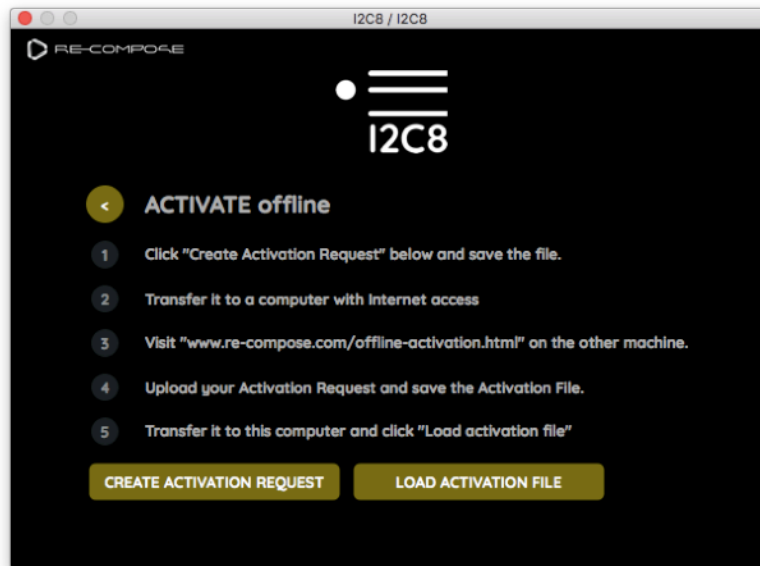 I2C8 / I2C8
RE-COMPOSE
I2C8
< ACTIVATE offline
1 Click "Create Activation Request" below and save the file.
2 Transfer it to a computer with Internet access
3 Visit "www.re-compose.com/offline-activation.html" on the other machine.
4 Upload your Activation Request and save the Activation File.
5 Transfer it to this computer and click "Load activation file"
CREATE ACTIVATION REQUEST LOAD ACTIVATION FILE